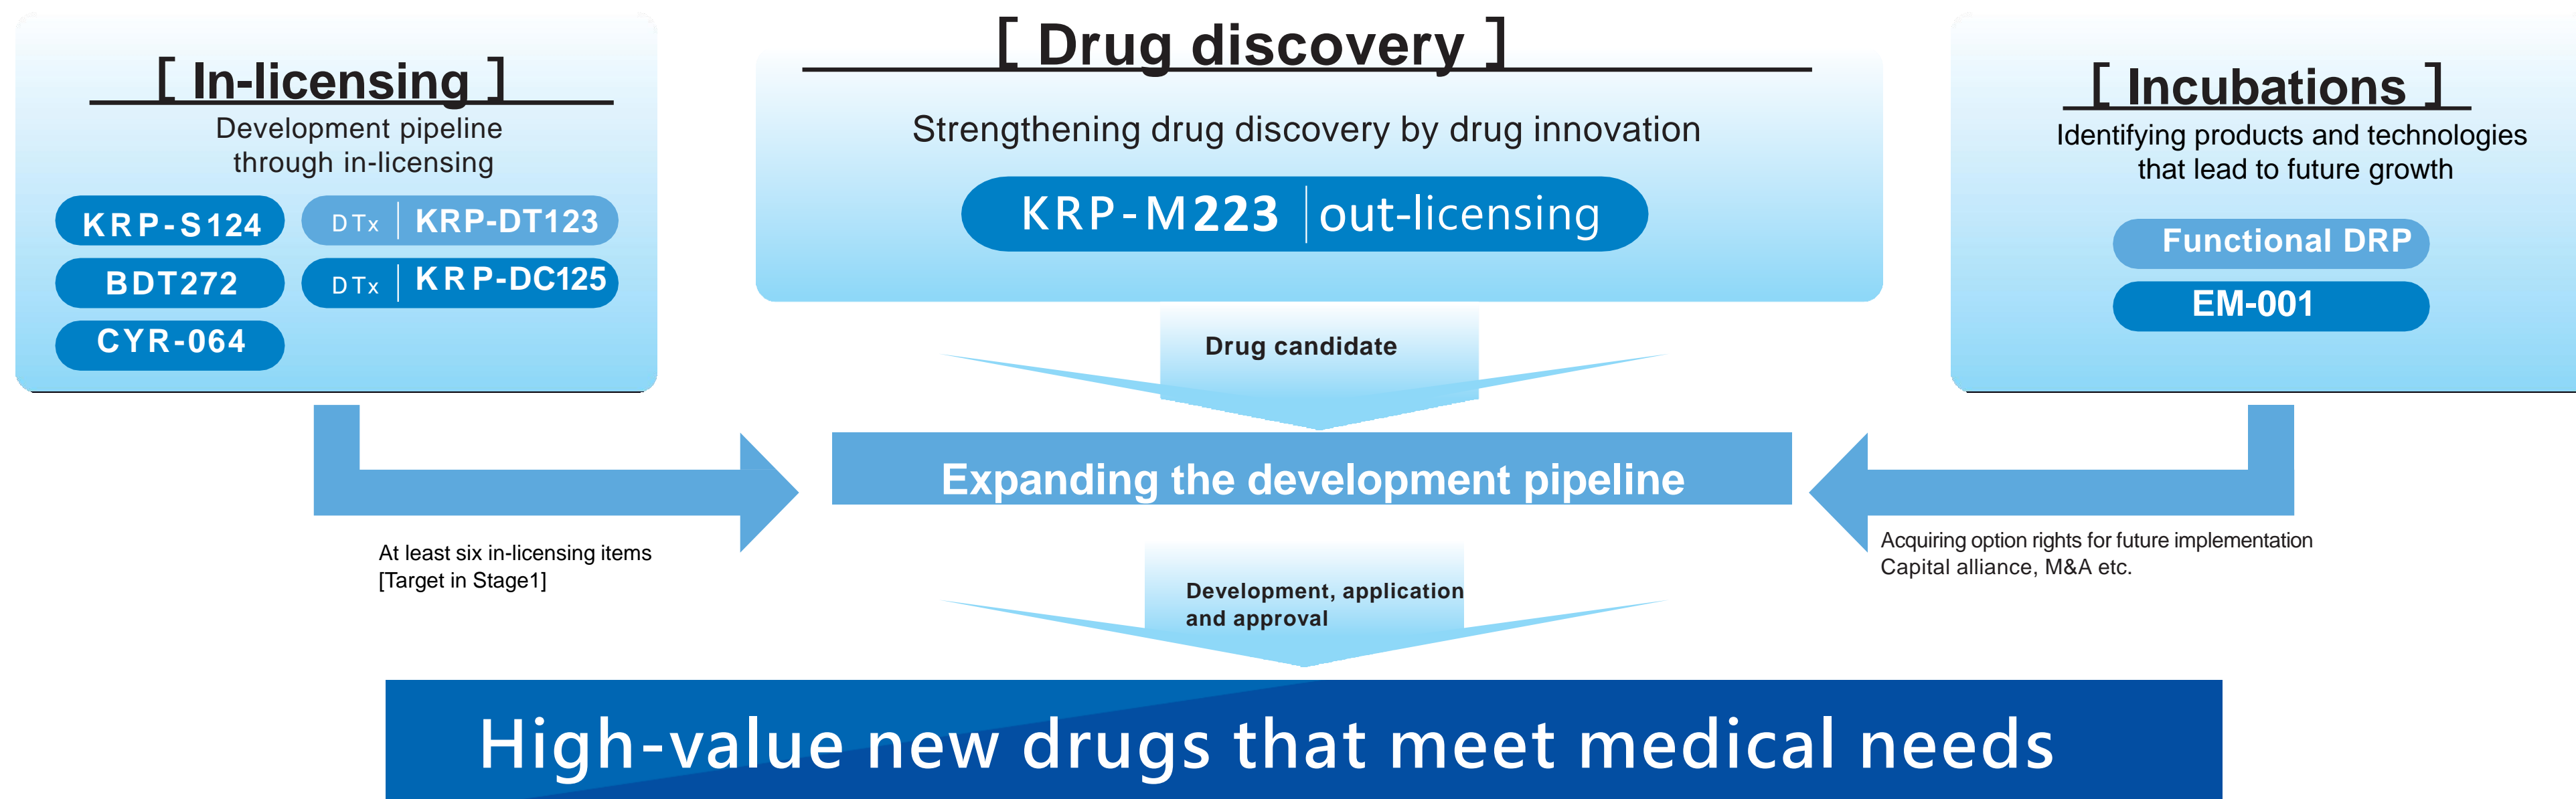 [ In-licensing ]
Development pipeline
through in-licensing
KRP-S124
DTx | KRP-DT123
BDT272
DTx | KRP-DC125
CYR-064
[ Drug discovery ]
Strengthening drug discovery by drug innovation
KRP-M223 | out-licensing
[ Incubations ]
Identifying products and technologies
that lead to future growth
Functional DRP
EM-001
Drug candidate
Expanding the development pipeline
At least six in-licensing items
[Target in Stage1]
Acquiring option rights for future implementation
Capital alliance, M&A etc.
Development, application
and approval
High-value new drugs that meet medical needs